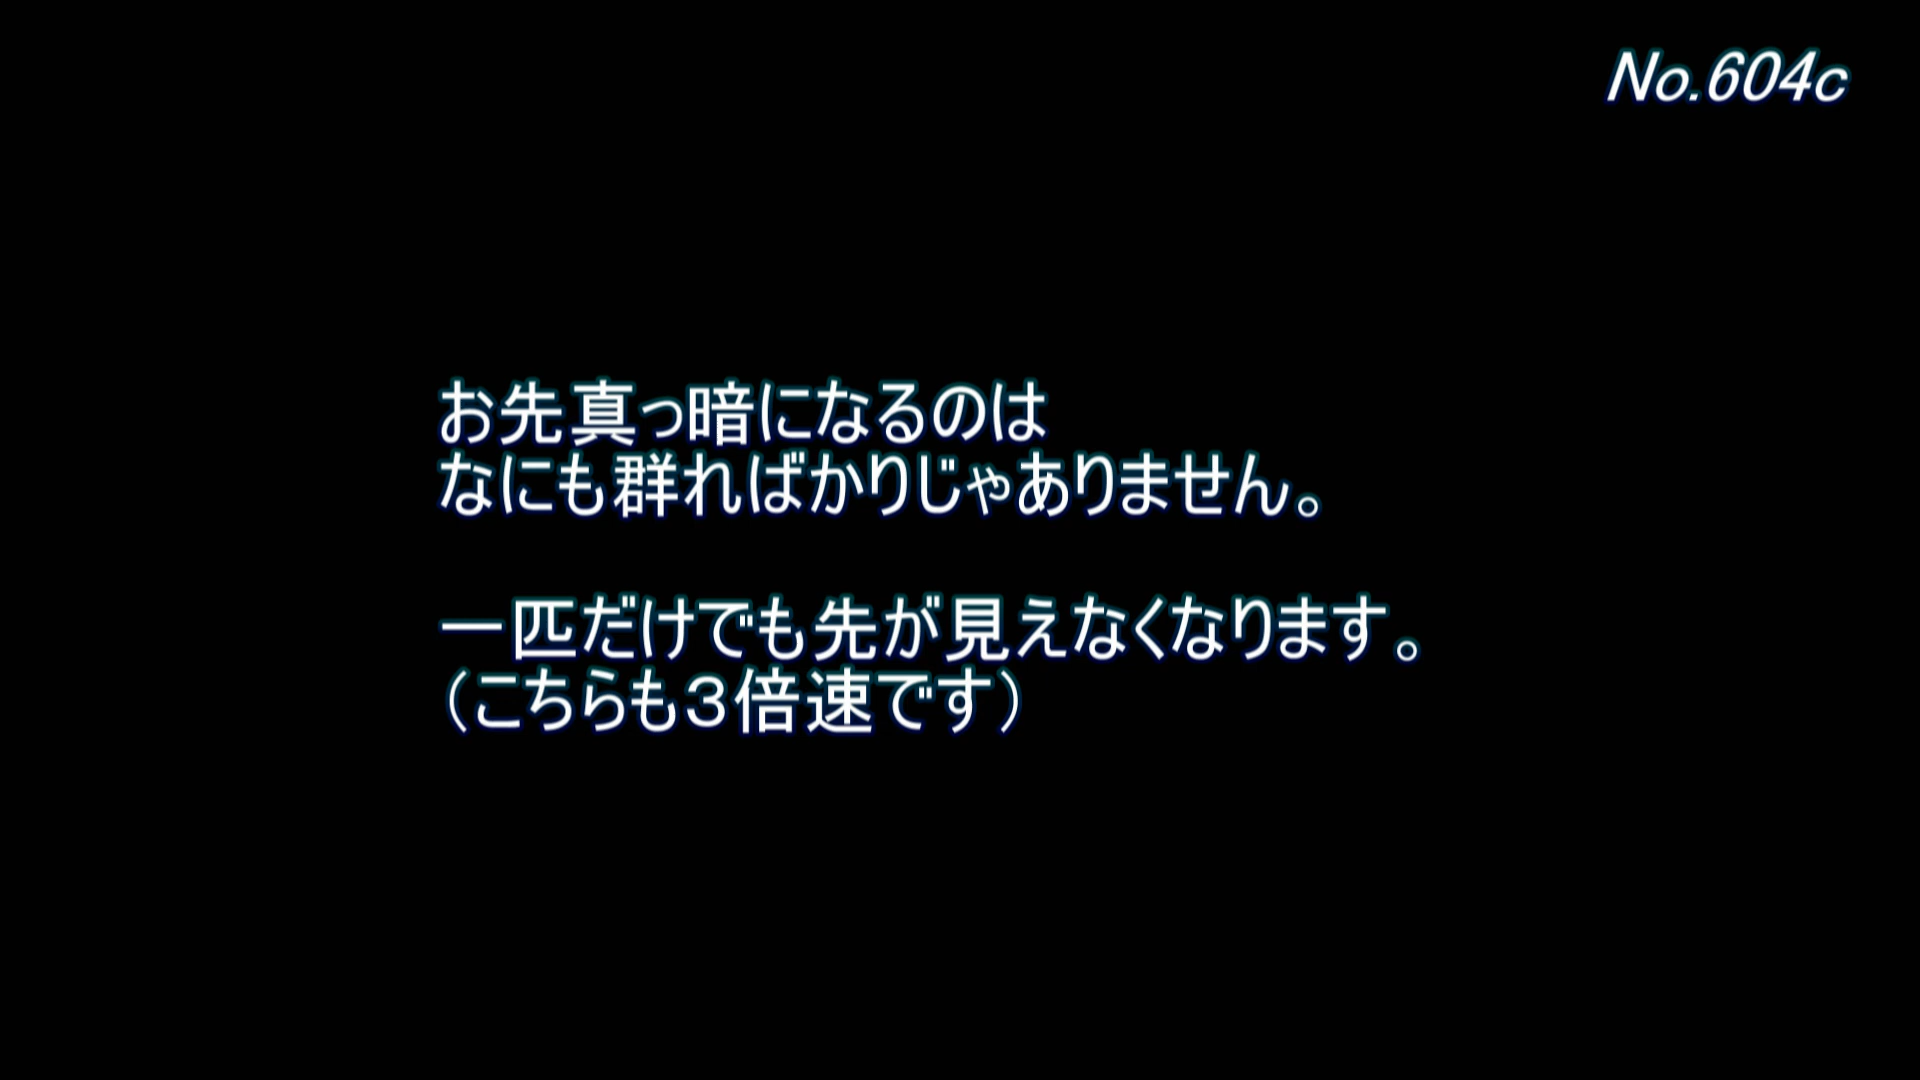 No.604c
お先真っ暗になるのは
なにも群ればかりじゃありません。
一匹だけでも先が見えなくなります。
（こちらも３倍速です）